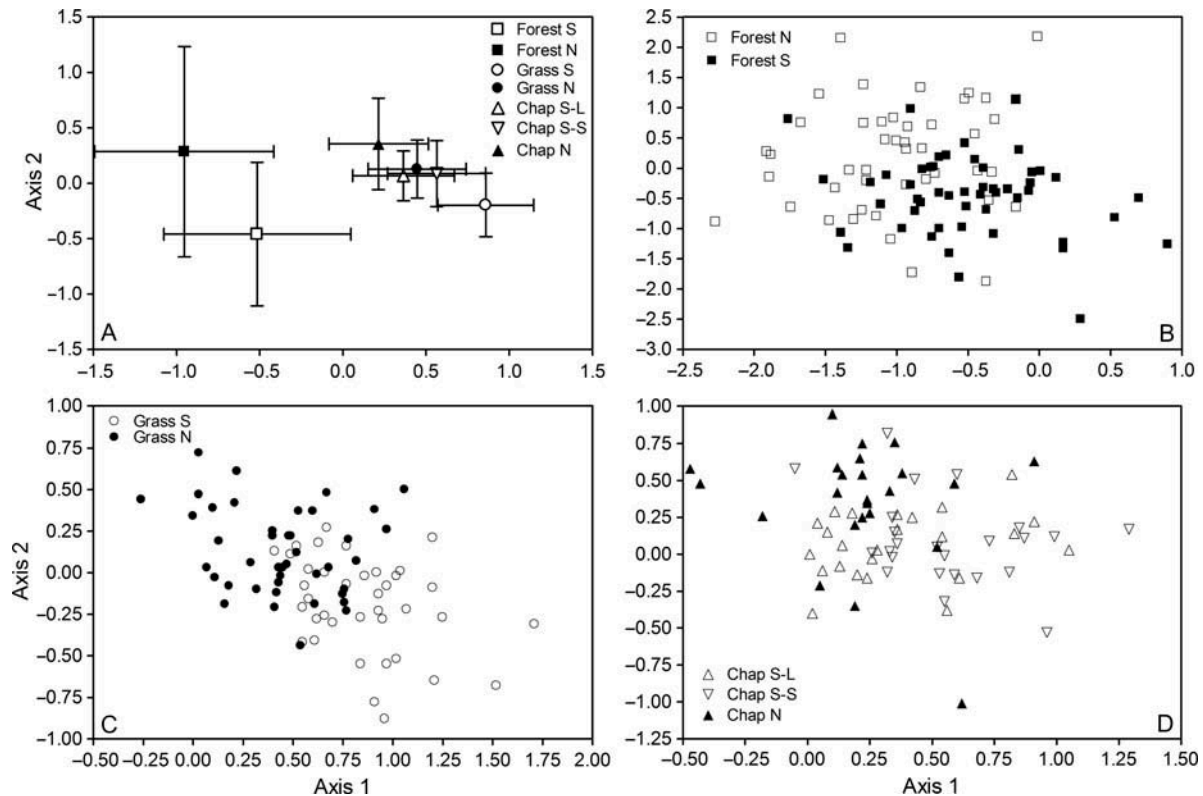 1.5
1.0
0.5
0.0
−0.5
−1.0
−1.5
Axis 2
−1.5 −1.0 −0.5 0.0 0.5 1.0 1.5
Forest S
Forest N
Grass S
Grass N
Chap S-L
Chap S-S
Chap N
A
2.5
2.0
1.5
1.0
0.5
0.0
−0.5
−1.0
−1.5
−2.0
−2.5
−3.0
−2.5 −2.0 −1.5 −1.0 −0.5 0.0 0.5 1.0
Forest N
Forest S
B
1.00
0.75
0.50
0.25
0.00
−0.25
−0.50
−0.75
−1.00
Axis 2
−0.50 −0.25 0.00 0.25 0.50 0.75 1.00 1.25 1.50 1.75 2.00
Axis 1
Grass S
Grass N
C
1.00
0.75
0.50
0.25
0.00
−0.25
−0.50
−0.75
−1.00
−1.25
−0.50 −0.25 0.00 0.25 0.50 0.75 1.00 1.25 1.50
Axis 1
Chap S-L
Chap S-S
Chap N
D